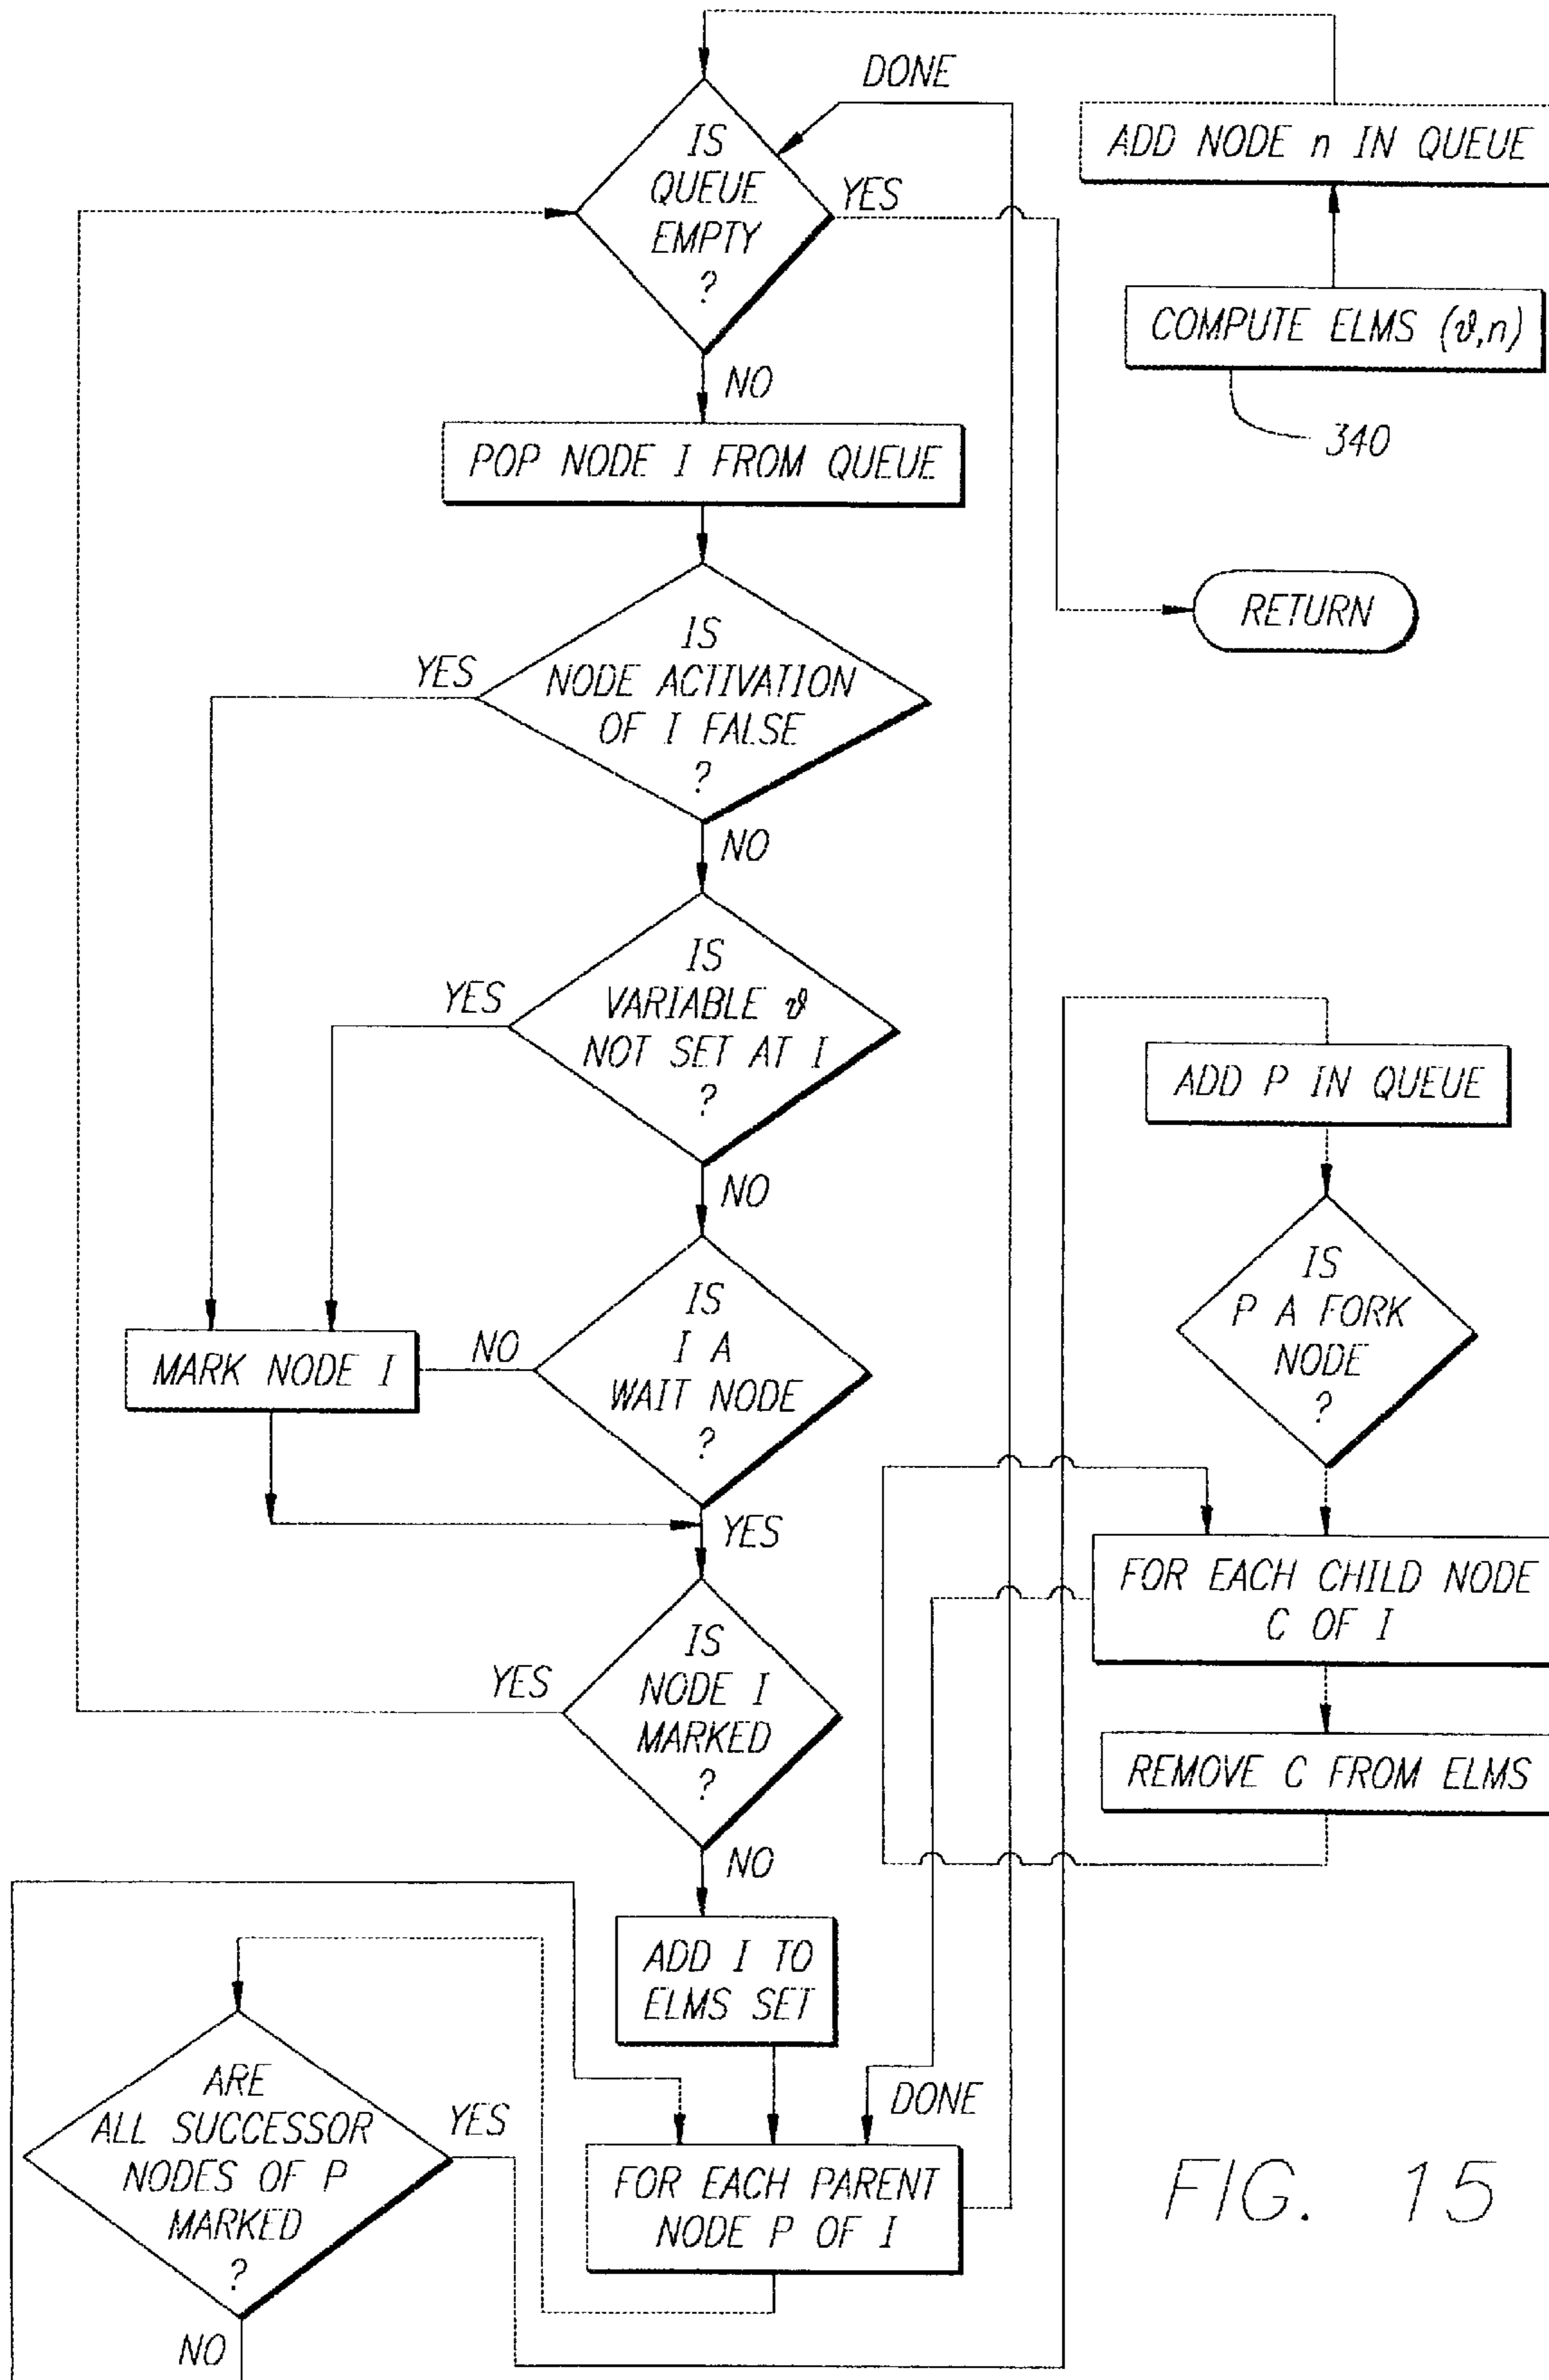 DONE
IS
QUEUE
EMPTY
?
YES
NO
ADD NODE n IN QUEUE
COMPUTE ELMS (ϑ,n)
340
POP NODE I FROM QUEUE
RETURN
IS
NODE ACTIVATION
OF I FALSE
?
YES
NO
IS
VARIABLE ϑ
NOT SET AT I
?
YES
NO
ADD P IN QUEUE
IS
P A FORK
NODE
?
IS
I A
WAIT NODE
?
NO
YES
MARK NODE I
FOR EACH CHILD NODE
C OF I
IS
NODE I
MARKED
?
YES
NO
REMOVE C FROM ELMS
ADD I TO
ELMS SET
ARE
ALL SUCCESSOR
NODES OF P
MARKED
?
YES
NO
DONE
FOR EACH PARENT
NODE P OF I
FIG. 15